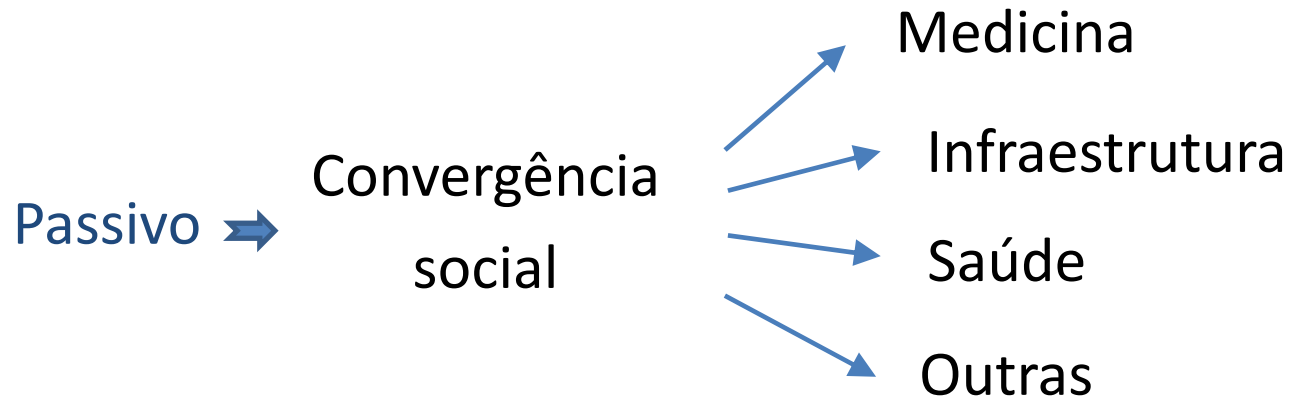 Medicina
Infraestrutura
Convergência
Passivo
social
Saúde
Outras